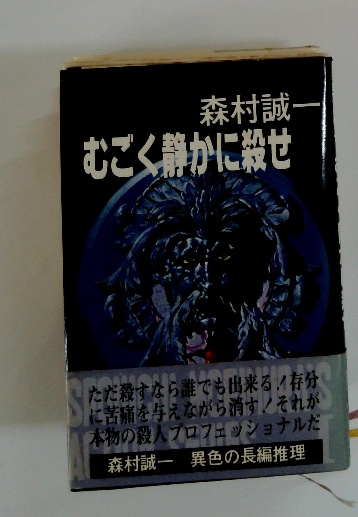 森村誠一
むごく静かに殺せ
ただ殺すなら誰でも出来る！存分
に苦痛を与えながら消す！それが
本物の殺人プロフェッショナルだ
森村誠一 異色の長編推理